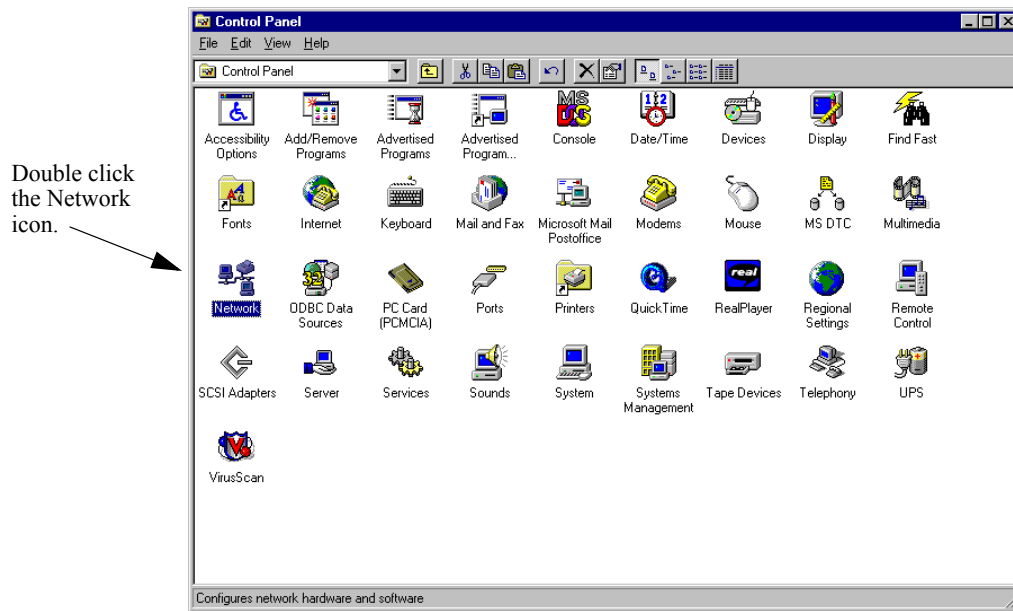 Control Panel
File Edit View Help
Control Panel
Accessibility Options
Add/Remove Programs
Advertised Programs
Advertised Program...
Console
Date/Time
Devices
Display
Find Fast
Fonts
Internet
Keyboard
Mail and Fax
Microsoft Mail Postoffice
Modems
Mouse
MS DTC
Multimedia
Double click
the Network
icon.
Network
ODBC Data Sources
PC Card (PCMCIA)
Ports
Printers
QuickTime
real
RealPlayer
Regional Settings
Remote Control
SCSI Adapters
Server
Services
Sounds
System
Systems Management
Tape Devices
Telephony
UPS
VirusScan
Configures network hardware and software